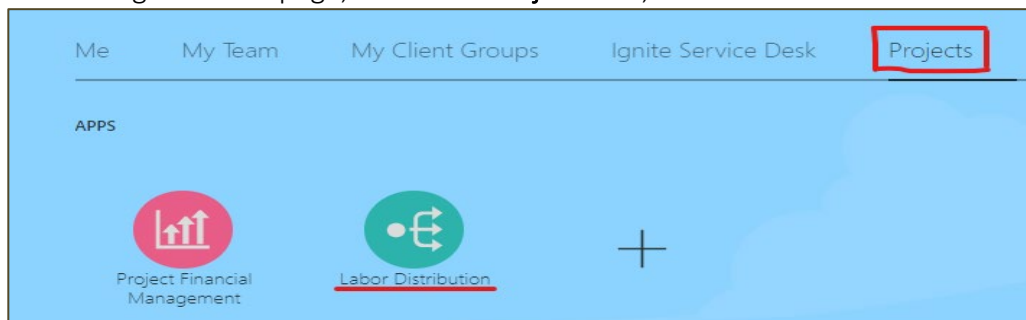 Me My Team My Client Groups Ignite Service Desk Projects
APPS
Project Financial
Management
Labor Distribution